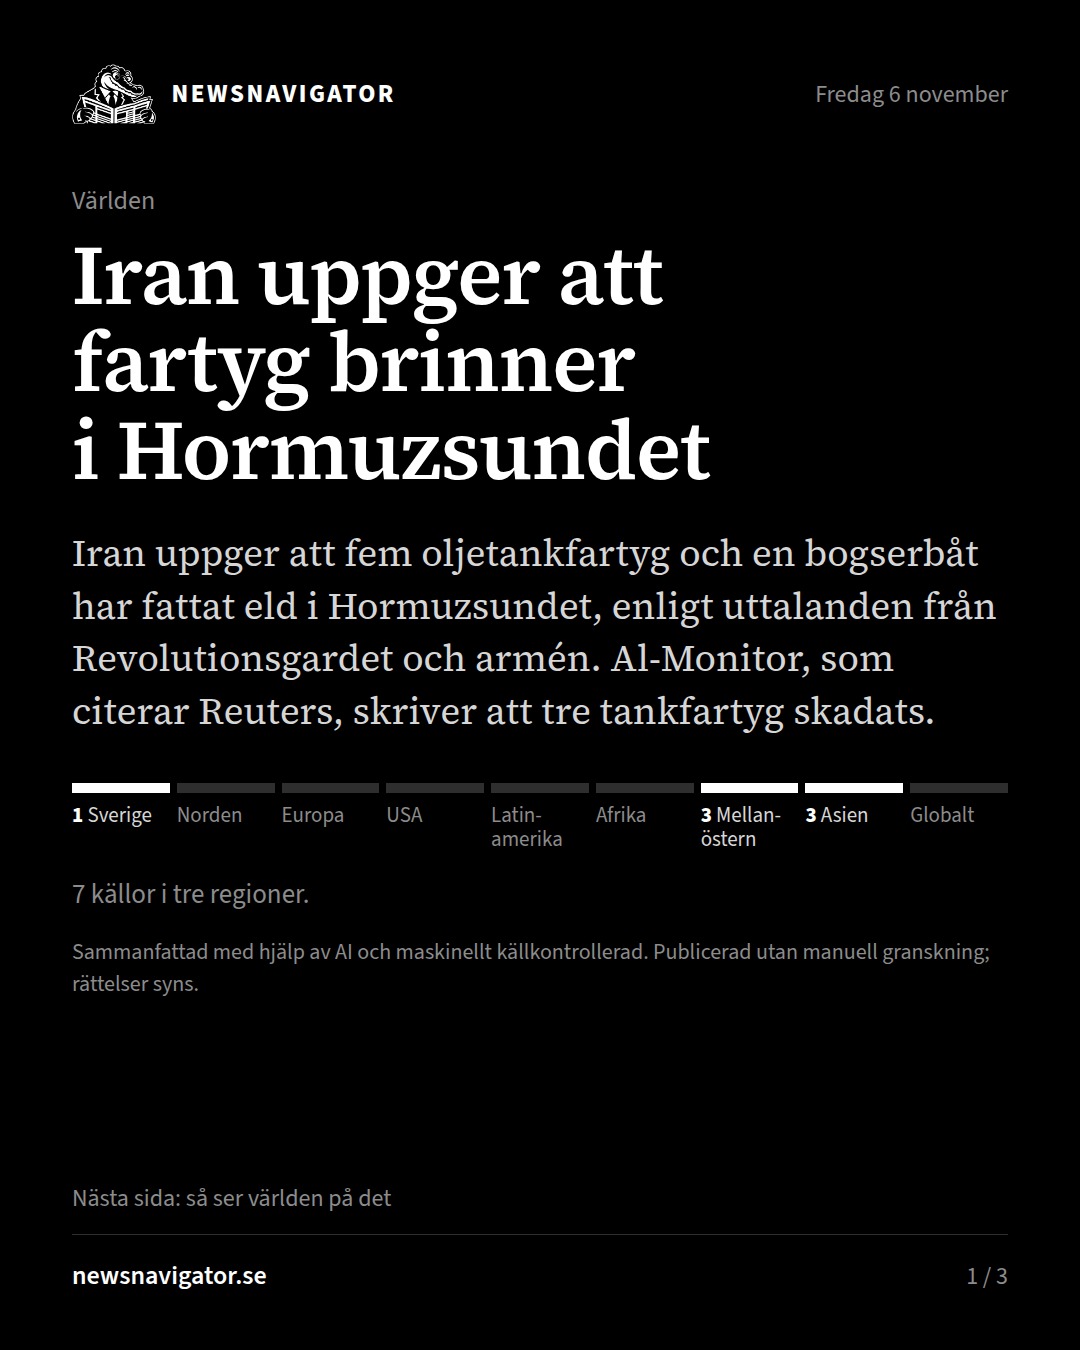 NEWSNAVIGATOR
Fredag 6 november
Världen
Iran uppger att
fartyg brinner
i Hormuzsundet
Iran uppger att fem oljetankfartyg och en bogserbåt
har fattat eld i Hormuzsundet, enligt uttalanden från
Revolutionsgardet och armén. Al-Monitor, som
citerar Reuters, skriver att tre tankfartyg skadats.
1 Sverige
Norden
Europa
USA
Latin-
amerika
Afrika
3 Mellan-
östern
3 Asien
Globalt
7 källor i tre regioner.
Sammanfattad med hjälp av AI och maskinellt källkontrollerad. Publicerad utan manuell granskning;
rättelser syns.
Nästa sida: så ser världen på det
newsnavigator.se
1 / 3